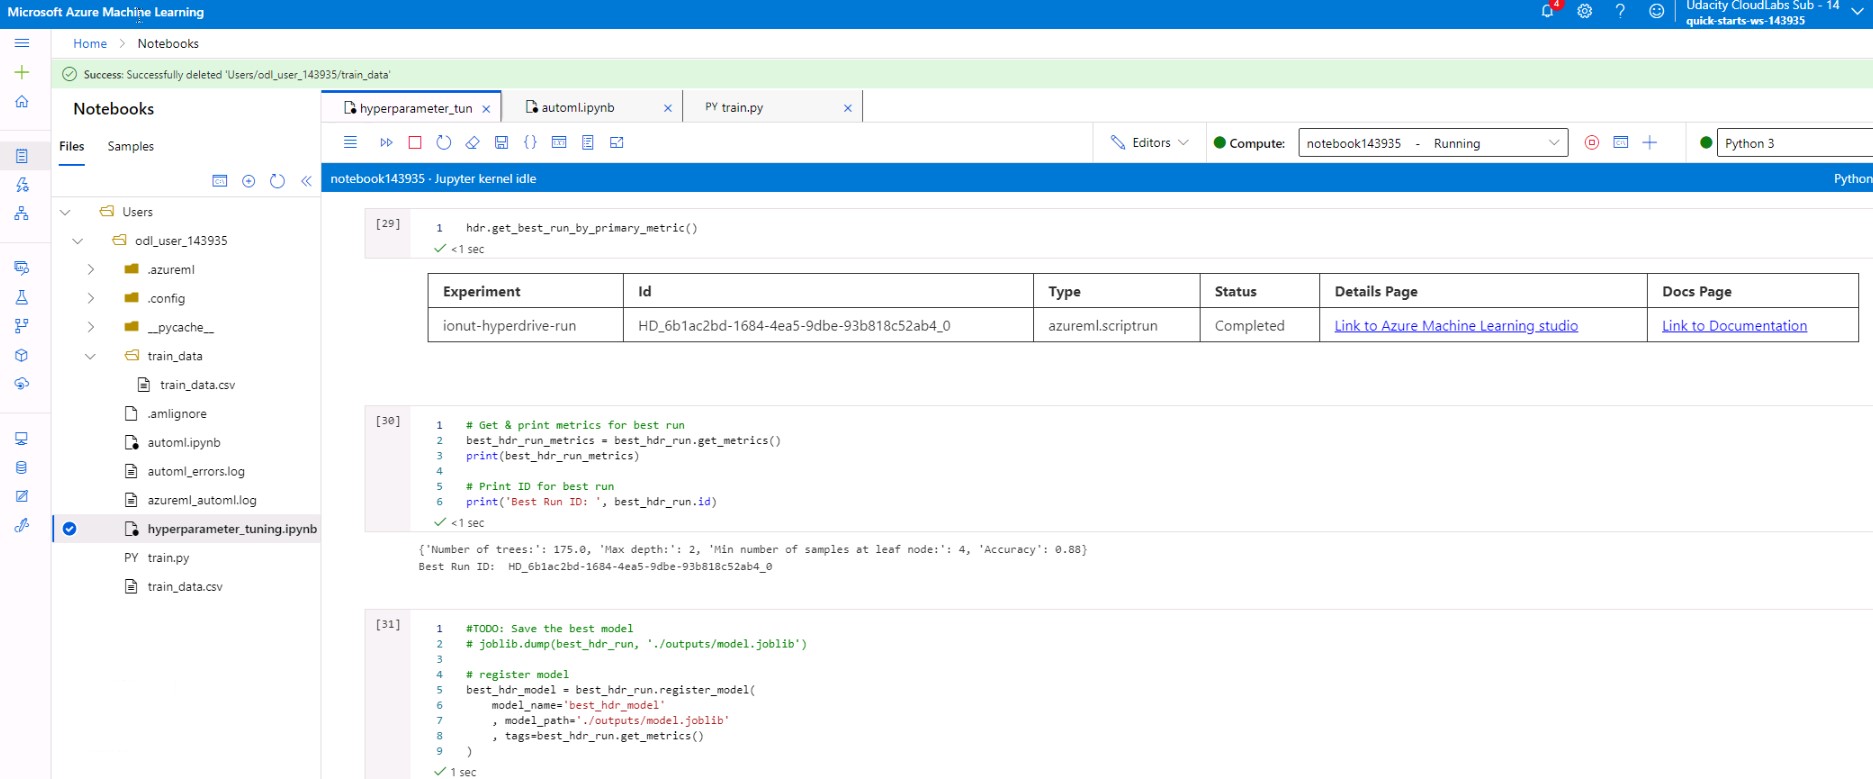 Microsoft Azure Machine Learning
4
Udacity CloudLabs Sub - 14
quick-starts-ws-143935
Home > Notebooks
Success: Successfully deleted 'Users/odl_user_143935/train_data'
Notebooks
Files Samples
Users
odl_user_143935
.azureml
.config
__pycache__
train_data
train_data.csv
.amlignore
automl.ipynb
automl_errors.log
azureml_automl.log
hyperparameter_tuning.ipynb
PY train.py
train_data.csv
hyperparameter_tun × automl.ipynb × PY train.py ×
Editors Compute: notebook143935 - Running Python 3
notebook143935 · Jupyter kernel idle Python
[29]
1 hdr.get_best_run_by_primary_metric()
<1 sec
Experiment Id Type Status Details Page Docs Page
ionut-hyperdrive-run HD_6b1ac2bd-1684-4ea5-9dbe-93b818c52ab4_0 azureml.scriptrun Completed Link to Azure Machine Learning studio Link to Documentation
[30]
1 # Get & print metrics for best run
2 best_hdr_run_metrics = best_hdr_run.get_metrics()
3 print(best_hdr_run_metrics)
4
5 # Print ID for best run
6 print('Best Run ID: ', best_hdr_run.id)
<1 sec
{'Number of trees:': 175.0, 'Max depth:': 2, 'Min number of samples at leaf node:': 4, 'Accuracy': 0.88}
Best Run ID:  HD_6b1ac2bd-1684-4ea5-9dbe-93b818c52ab4_0
[31]
1 #TODO: Save the best model
2 # joblib.dump(best_hdr_run, './outputs/model.joblib')
3
4 # register model
5 best_hdr_model = best_hdr_run.register_model(
6 model_name='best_hdr_model'
7 , model_path='./outputs/model.joblib'
8 , tags=best_hdr_run.get_metrics()
9 )
1 sec